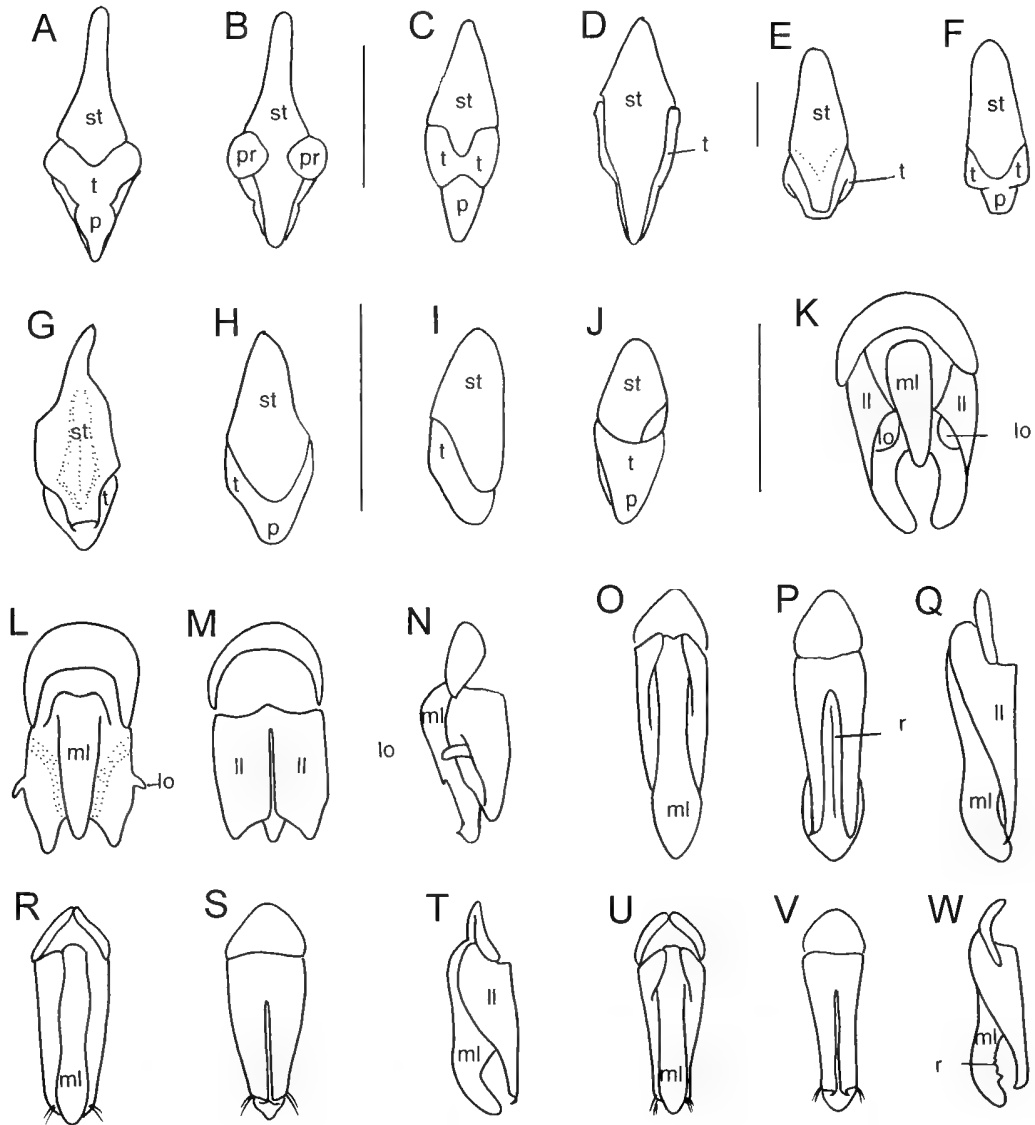 A B C D E F
st st st st st st
pr pr t t t t t t
t p p p
G H I J K
st st st st ml
t t t t ll ll
p p lo lo
L M N O P Q
ml ll ll ml r ll
lo lo ml ml
R S T U V W
ml ll ml ml
ml r